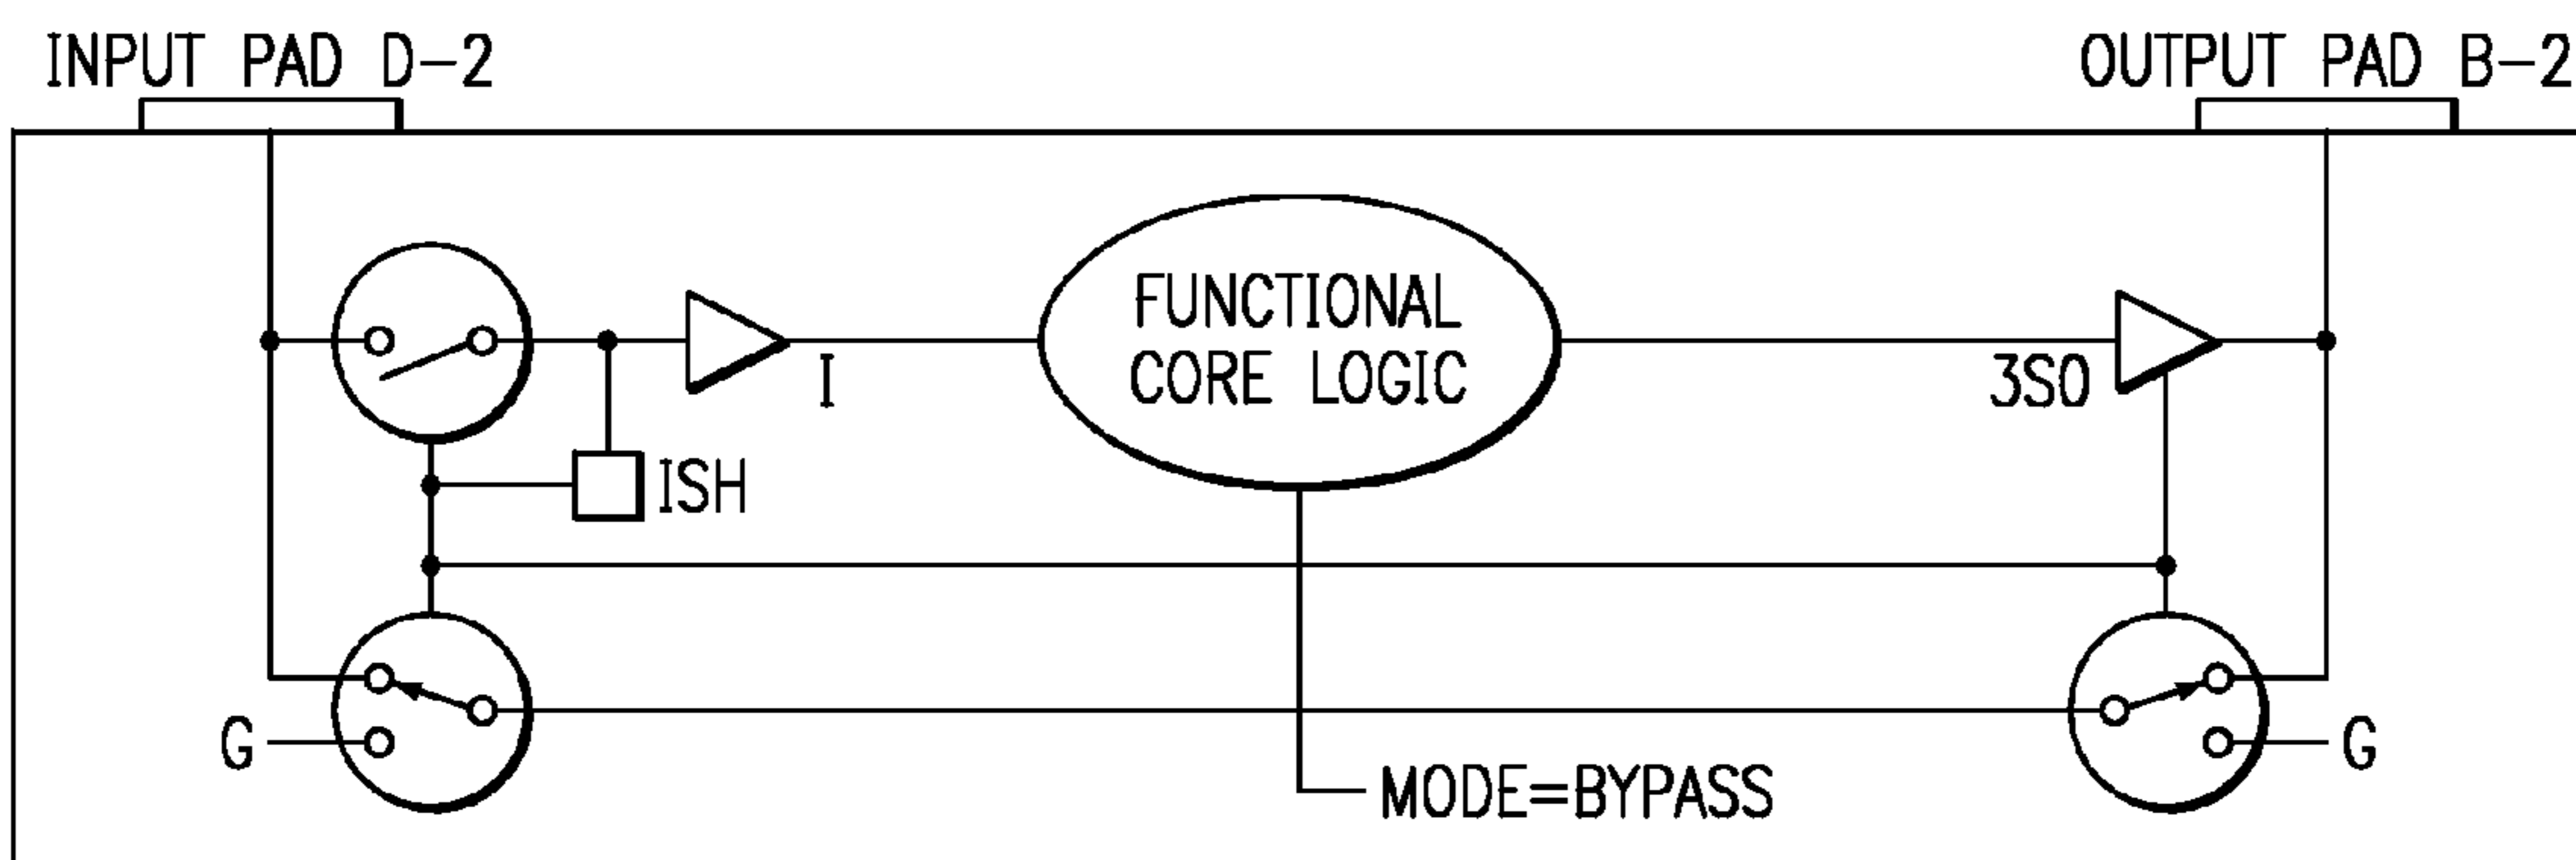 INPUT PAD D-2
OUTPUT PAD B-2
FUNCTIONAL
CORE LOGIC
I
3SO
ISH
G
G
MODE=BYPASS